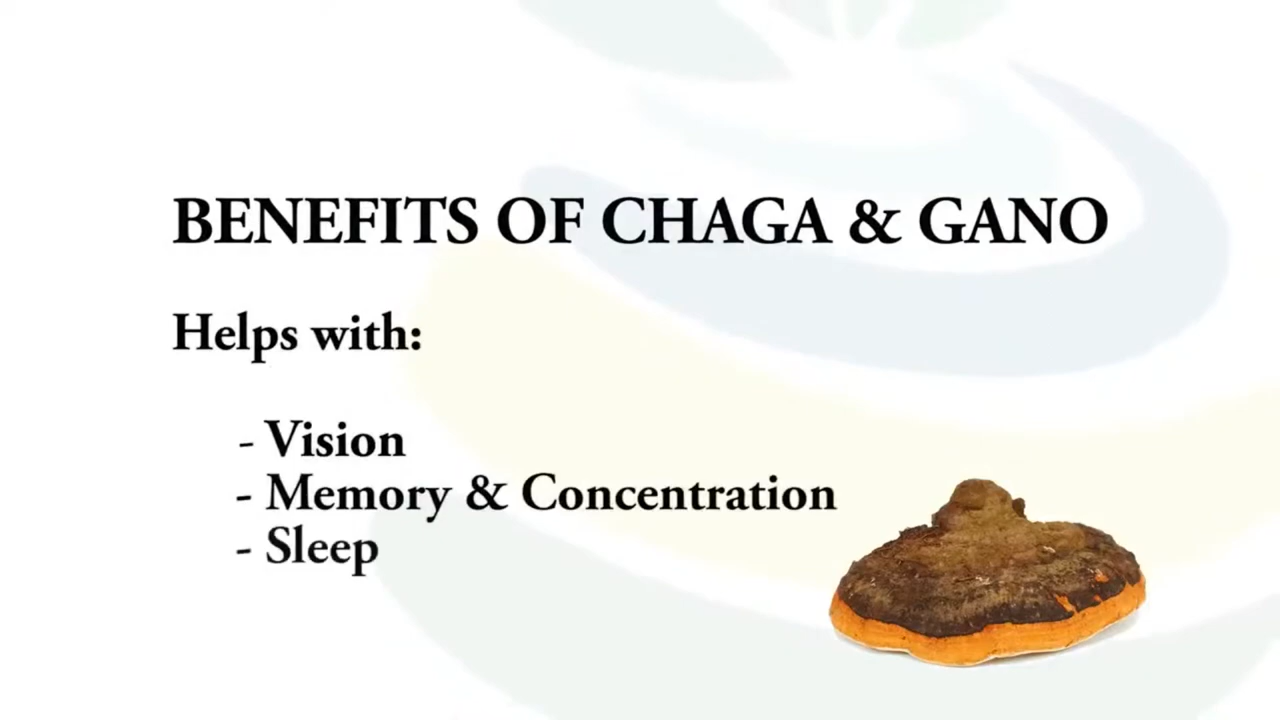 BENEFITS OF CHAGA & GANO
Helps with:
- Vision
- Memory & Concentration
- Sleep